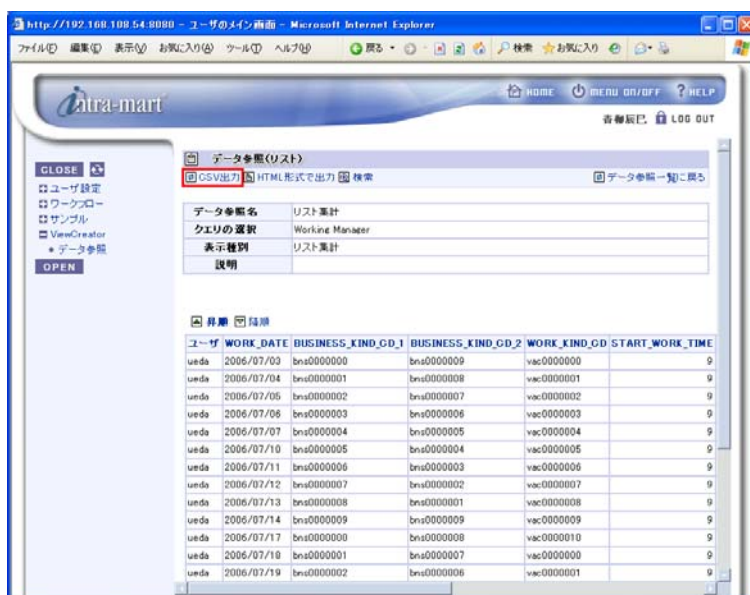 http://192.168.108.54:8080 - ユーザのメイン画面 - Microsoft Internet Explorer
ファイル(F) 編集(E) 表示(V) お気に入り(A) ツール(T) ヘルプ(H) 戻る 検索 お気に入り
intra-mart HOME MENU ON/OFF ? HELP
青柳辰巳 LOG OUT
CLOSE
ユーザ設定
ワークフロー
サンプル
ViewCreator
データ参照
OPEN
データ参照(リスト)
CSV出力 HTML形式で出力 検索 データ参照一覧に戻る
データ参照名 リスト集計
クエリの選択 Working Manager
表示種別 リスト集計
説明
昇順 降順
ユーザ WORK_DATE BUSINESS_KIND_CD_1 BUSINESS_KIND_CD_2 WORK_KIND_CD START_WORK_TIME
ueda 2006/07/03 bns0000000 bns0000009 vac0000000 9
ueda 2006/07/04 bns0000001 bns0000008 vac0000001 9
ueda 2006/07/05 bns0000002 bns0000007 vac0000002 9
ueda 2006/07/06 bns0000003 bns0000006 vac0000003 9
ueda 2006/07/07 bns0000004 bns0000005 vac0000004 9
ueda 2006/07/10 bns0000005 bns0000004 vac0000005 9
ueda 2006/07/11 bns0000006 bns0000003 vac0000006 9
ueda 2006/07/12 bns0000007 bns0000002 vac0000007 9
ueda 2006/07/13 bns0000008 bns0000001 vac0000008 9
ueda 2006/07/14 bns0000009 bns0000009 vac0000009 9
ueda 2006/07/17 bns0000000 bns0000008 vac0000010 9
ueda 2006/07/18 bns0000001 bns0000007 vac0000000 9
ueda 2006/07/19 bns0000002 bns0000006 vac0000001 9